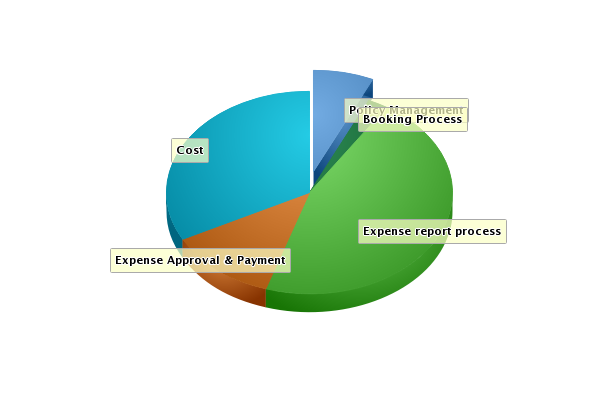 Policy Management
Booking Process
Cost
Expense report process
Expense Approval & Payment